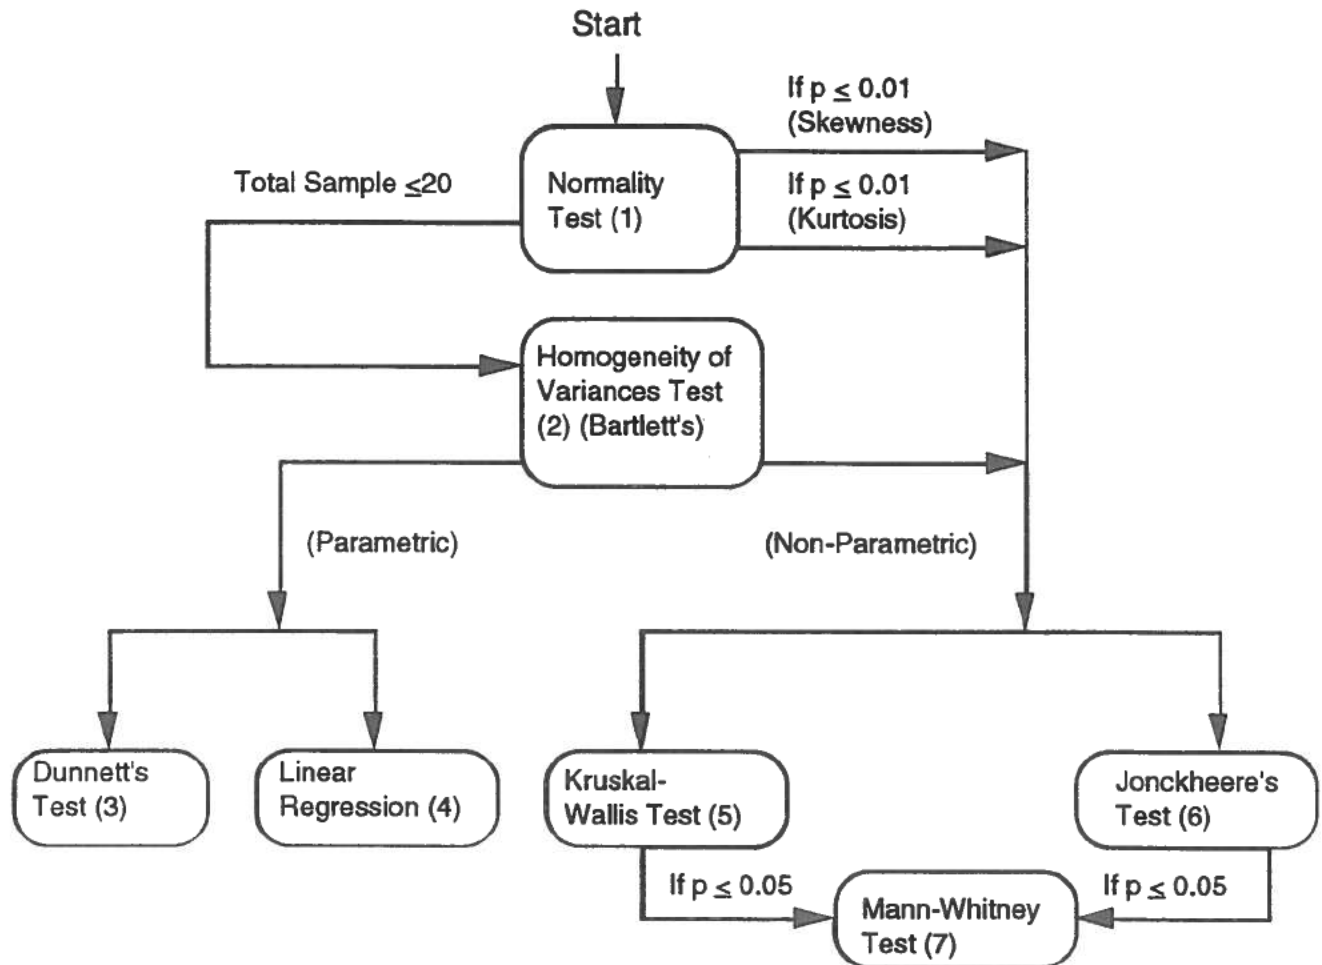 Start
If p ≤ 0.01
(Skewness)
Total Sample ≤20
Normality
Test (1)
If p ≤ 0.01
(Kurtosis)
Homogeneity of
Variances Test
(2) (Bartlett's)
(Parametric)
(Non-Parametric)
Dunnett's
Test (3)
Linear
Regression (4)
Kruskal-
Wallis Test (5)
Jonckheere's
Test (6)
If p ≤ 0.05
If p ≤ 0.05
Mann-Whitney
Test (7)